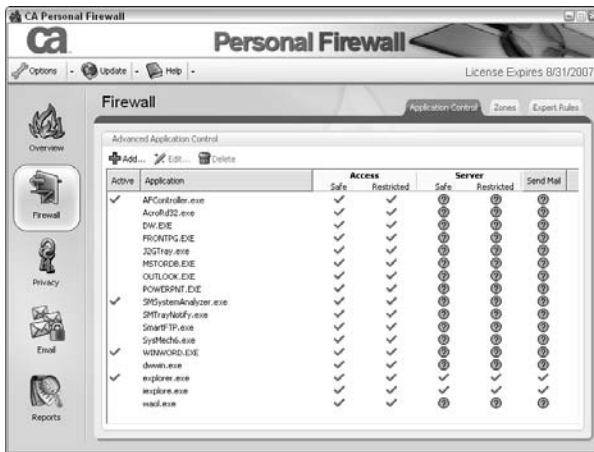 CA Personal Firewall
ca
Personal Firewall
Options
Update
Help
License Expires 8/31/2007
Overview
Firewall
Privacy
Email
Reports
Firewall
Application Control
Zones
Expert Rules
Advanced Application Control
Add...
Edit...
Delete
Active
Application
Access
Server
Send Mail
Safe
Restricted
Safe
Restricted
AFController.exe
AcroRd32.exe
DW.EXE
FRONTPG.EXE
J2GTray.exe
MSTORDB.EXE
OUTLOOK.EXE
POWERPNT.EXE
SMSystemAnalyzer.exe
SMTrayNotify.exe
SmartFTP.exe
SysMech6.exe
WINWORD.EXE
dwwin.exe
explorer.exe
iexplore.exe
waol.exe